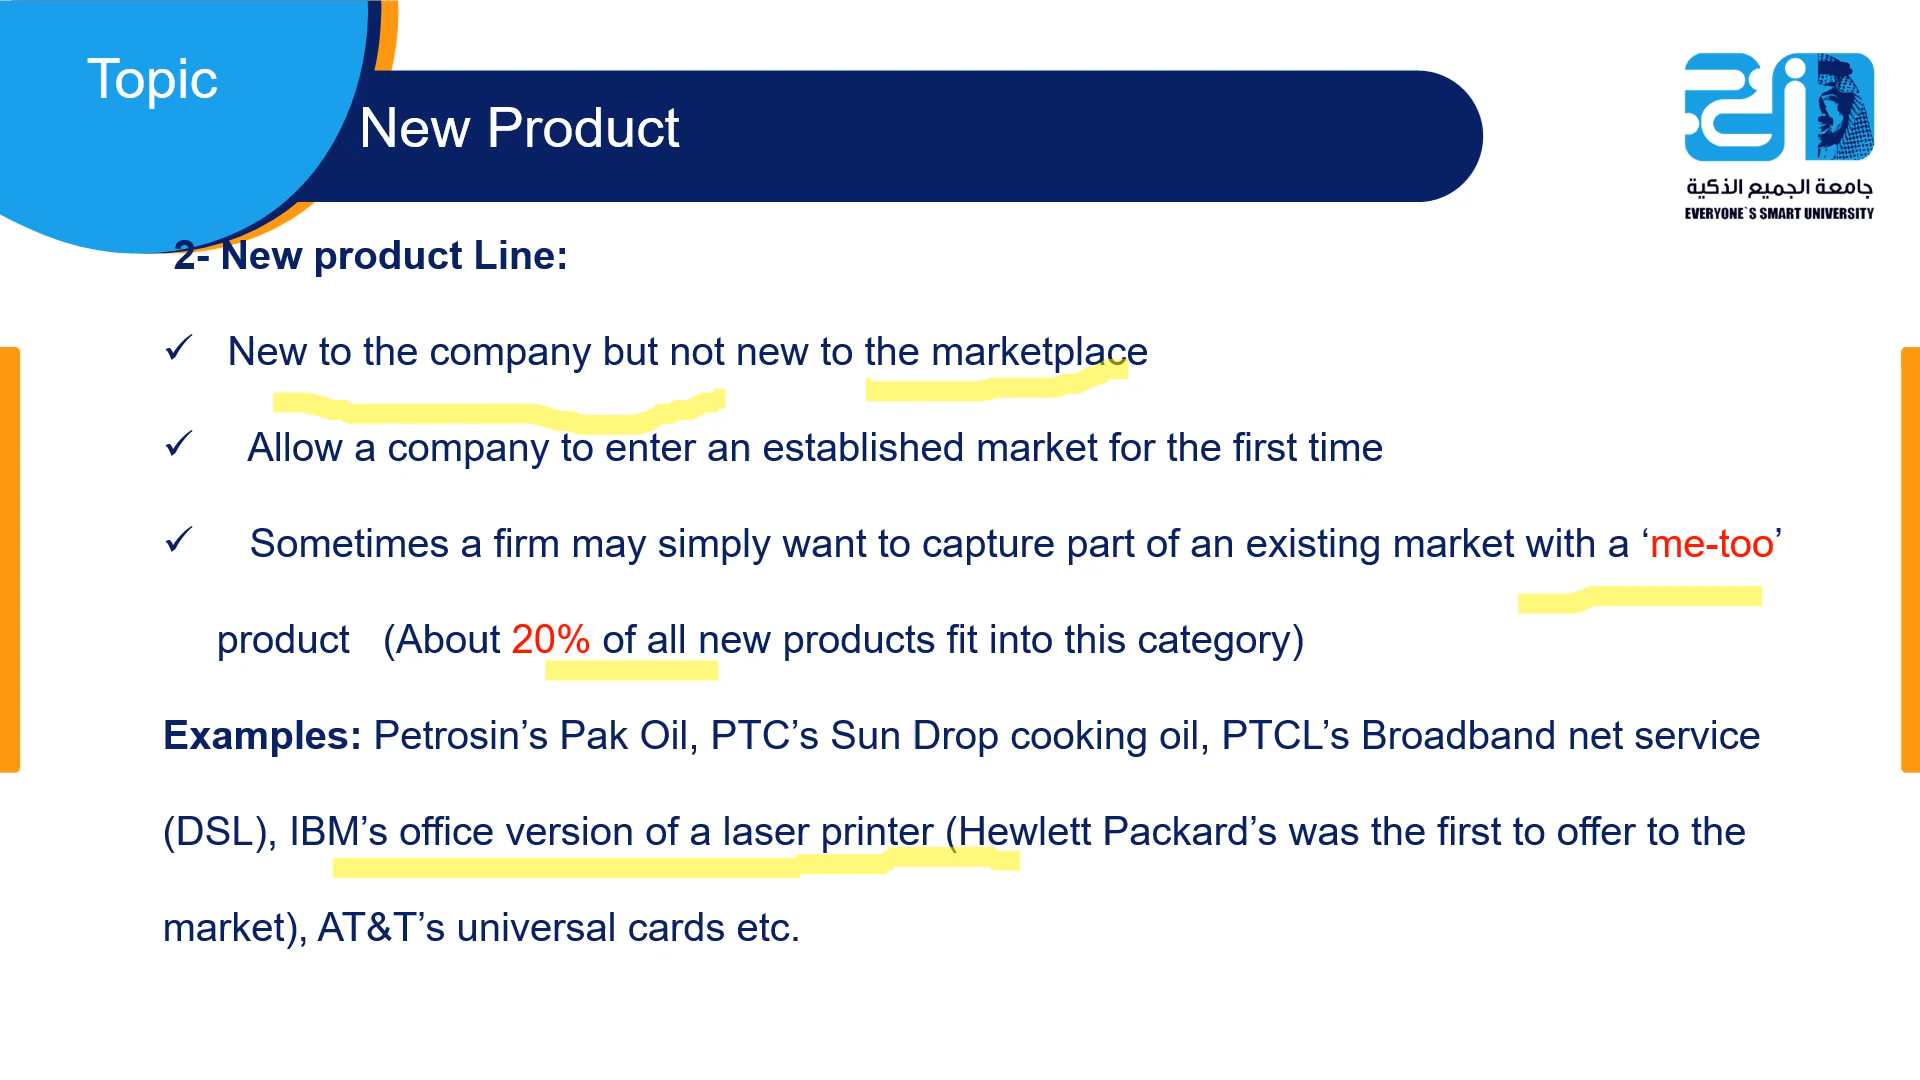 Topic
New Product
جامعة الجميع الذكية
EVERYONE`S SMART UNIVERSITY
2- New product Line:
✓ New to the company but not new to the marketplace
✓ Allow a company to enter an established market for the first time
✓ Sometimes a firm may simply want to capture part of an existing market with a ‘me-too’
product (About 20% of all new products fit into this category)
Examples: Petrosin’s Pak Oil, PTC’s Sun Drop cooking oil, PTCL’s Broadband net service
(DSL), IBM’s office version of a laser printer (Hewlett Packard’s was the first to offer to the
market), AT&T’s universal cards etc.